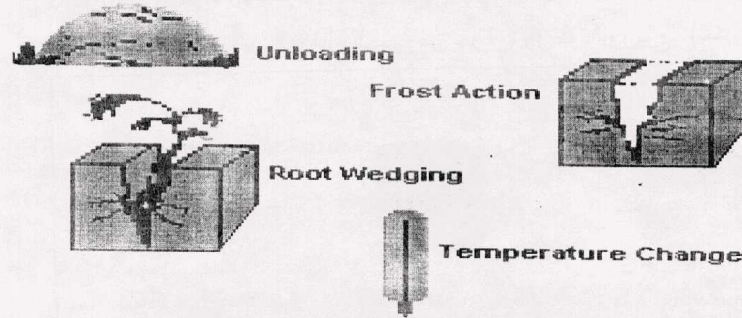 Unloading
Frost Action
Root Wedging
Temperature Change